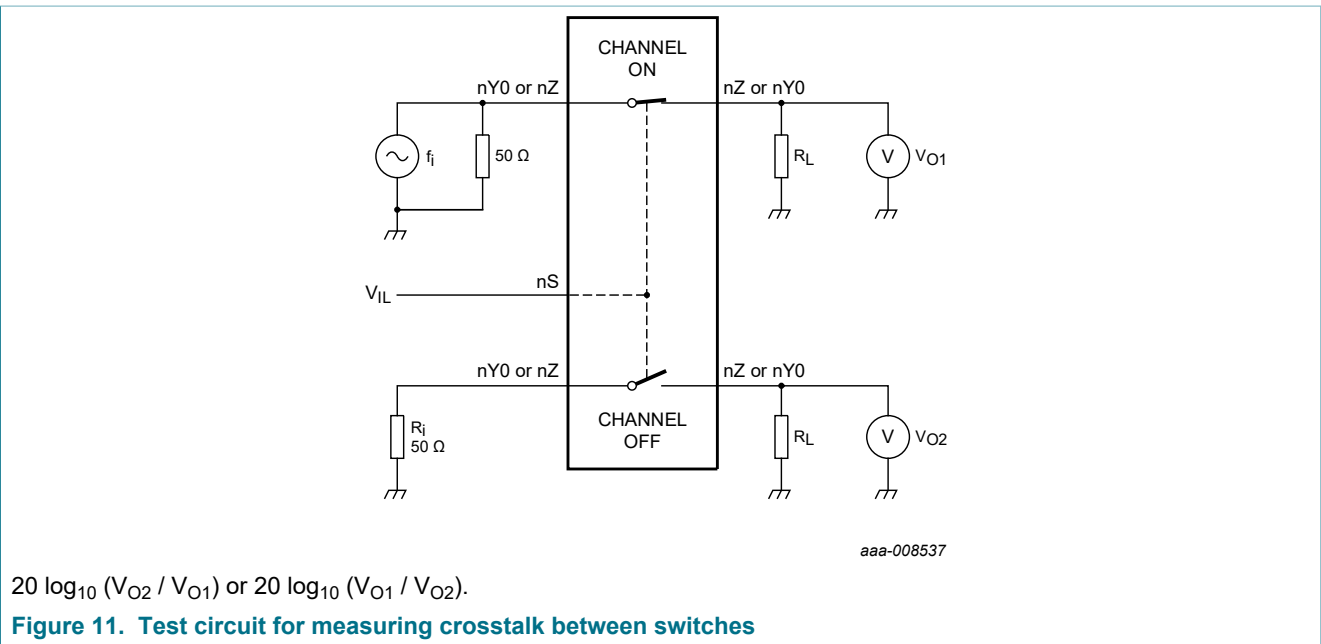 CHANNEL
ON
nY0 or nZ
nZ or nY0
fi
50 Ω
RL
V
VO1
VIL
nS
nY0 or nZ
nZ or nY0
Ri
50 Ω
CHANNEL
OFF
RL
V
VO2
aaa-008537
20 log10 (VO2 / VO1) or 20 log10 (VO1 / VO2).
Figure 11. Test circuit for measuring crosstalk between switches